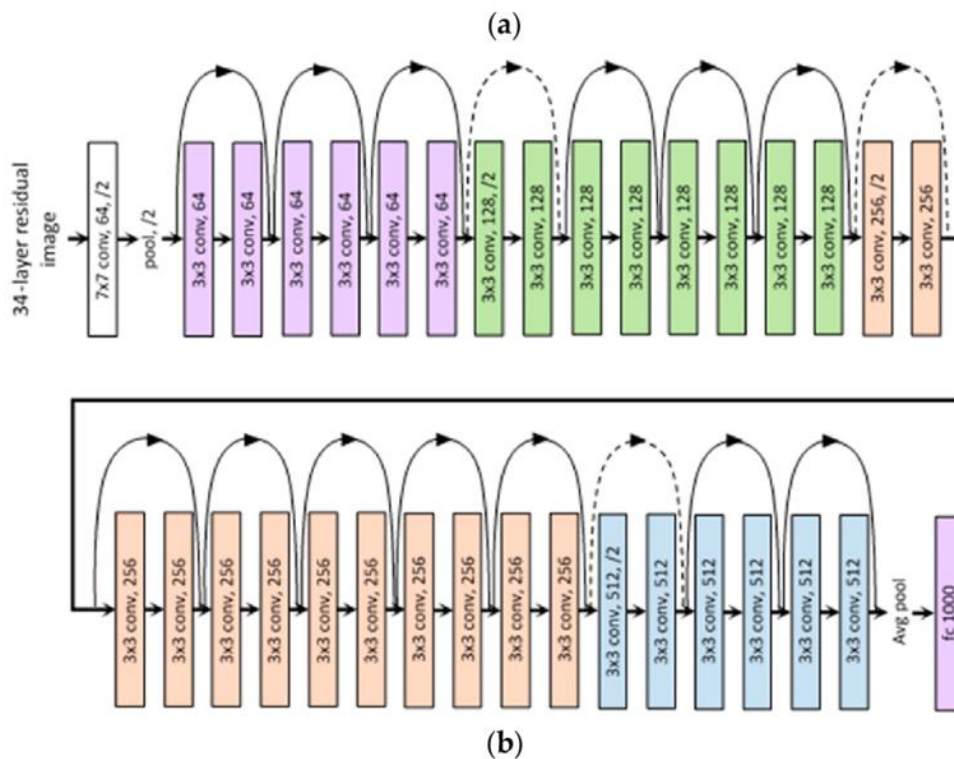 (a)
34-layer residual
image
7x7 conv, 64, /2
pool, /2
3x3 conv, 64
3x3 conv, 64
3x3 conv, 64
3x3 conv, 64
3x3 conv, 64
3x3 conv, 64
3x3 conv, 128, /2
3x3 conv, 128
3x3 conv, 128
3x3 conv, 128
3x3 conv, 128
3x3 conv, 128
3x3 conv, 128
3x3 conv, 128
3x3 conv, 256, /2
3x3 conv, 256
3x3 conv, 256
3x3 conv, 256
3x3 conv, 256
3x3 conv, 256
3x3 conv, 256
3x3 conv, 256
3x3 conv, 256
3x3 conv, 256
3x3 conv, 256
3x3 conv, 256
3x3 conv, 512, /2
3x3 conv, 512
3x3 conv, 512
3x3 conv, 512
3x3 conv, 512
3x3 conv, 512
Avg pool
fc 1000
(b)